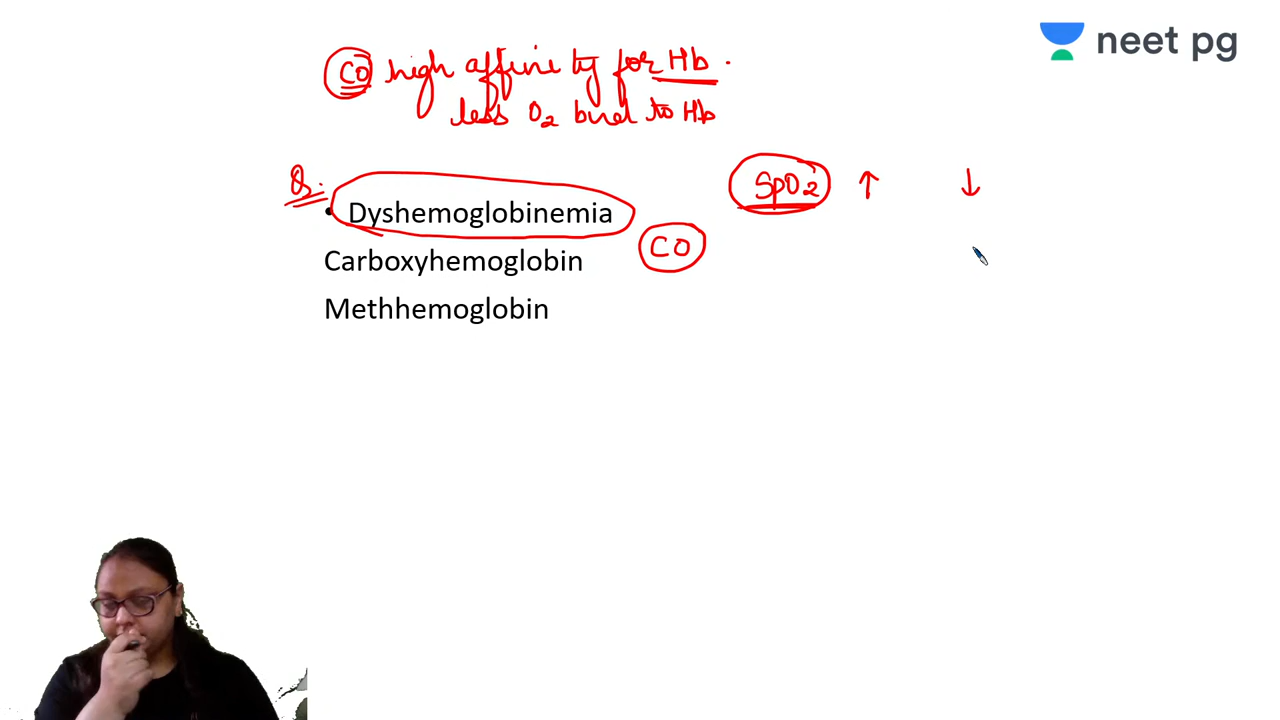 neet pg
CO high affinity for Hb.
less O2 bind to Hb
Q.
SpO2 ↑ ↓
• Dyshemoglobinemia
CO
Carboxyhemoglobin
Methhemoglobin